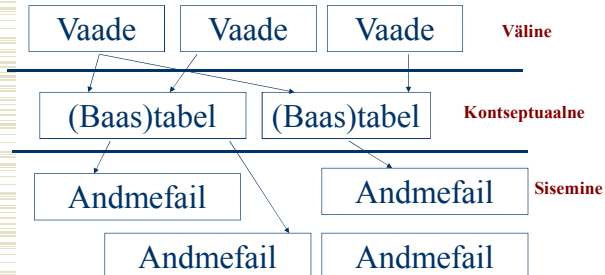 Vaade Vaade Vaade Väline
(Baas)tabel (Baas)tabel Kontseptuaalne
Andmefail Andmefail Sisemine
Andmefail Andmefail